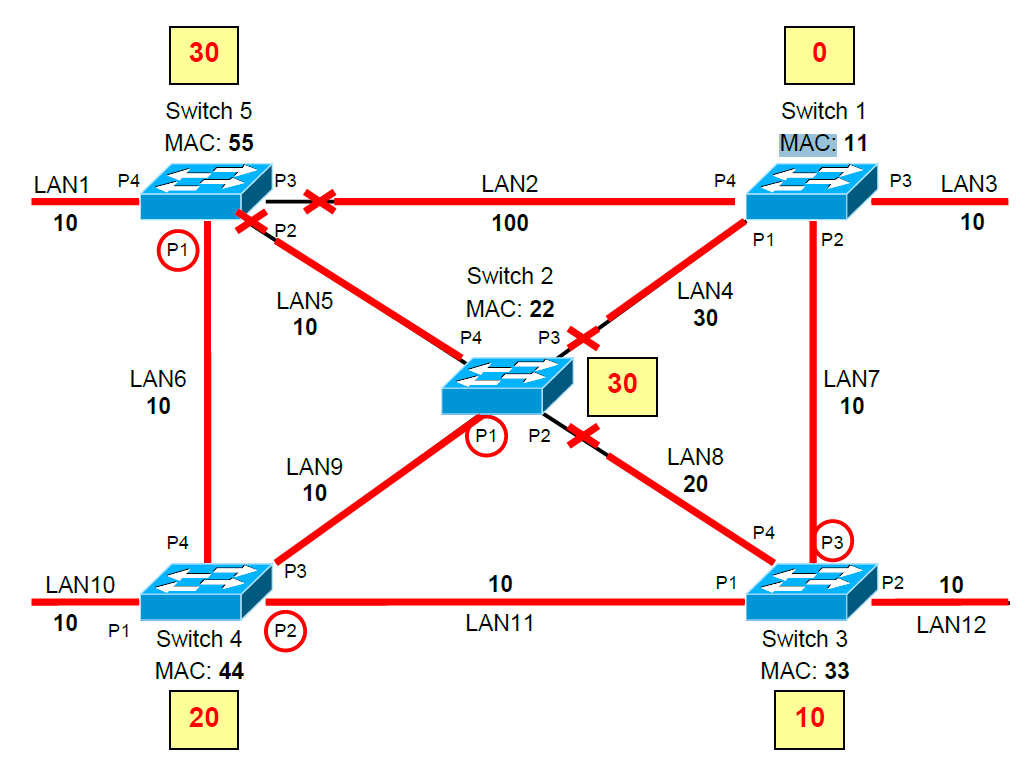 30
0
Switch 5
MAC: 55
Switch 1
MAC: 11
LAN1
10
P4
P3
P2
P1
LAN2
100
P4
P3
P1
P2
LAN3
10
LAN5
10
Switch 2
MAC: 22
LAN4
30
P4
P3
30
P1
P2
LAN6
10
LAN7
10
LAN9
10
LAN8
20
P4
P3
P4
P3
LAN10
10
P1
P2
10
LAN11
P1
P2
10
LAN12
Switch 4
MAC: 44
Switch 3
MAC: 33
20
10